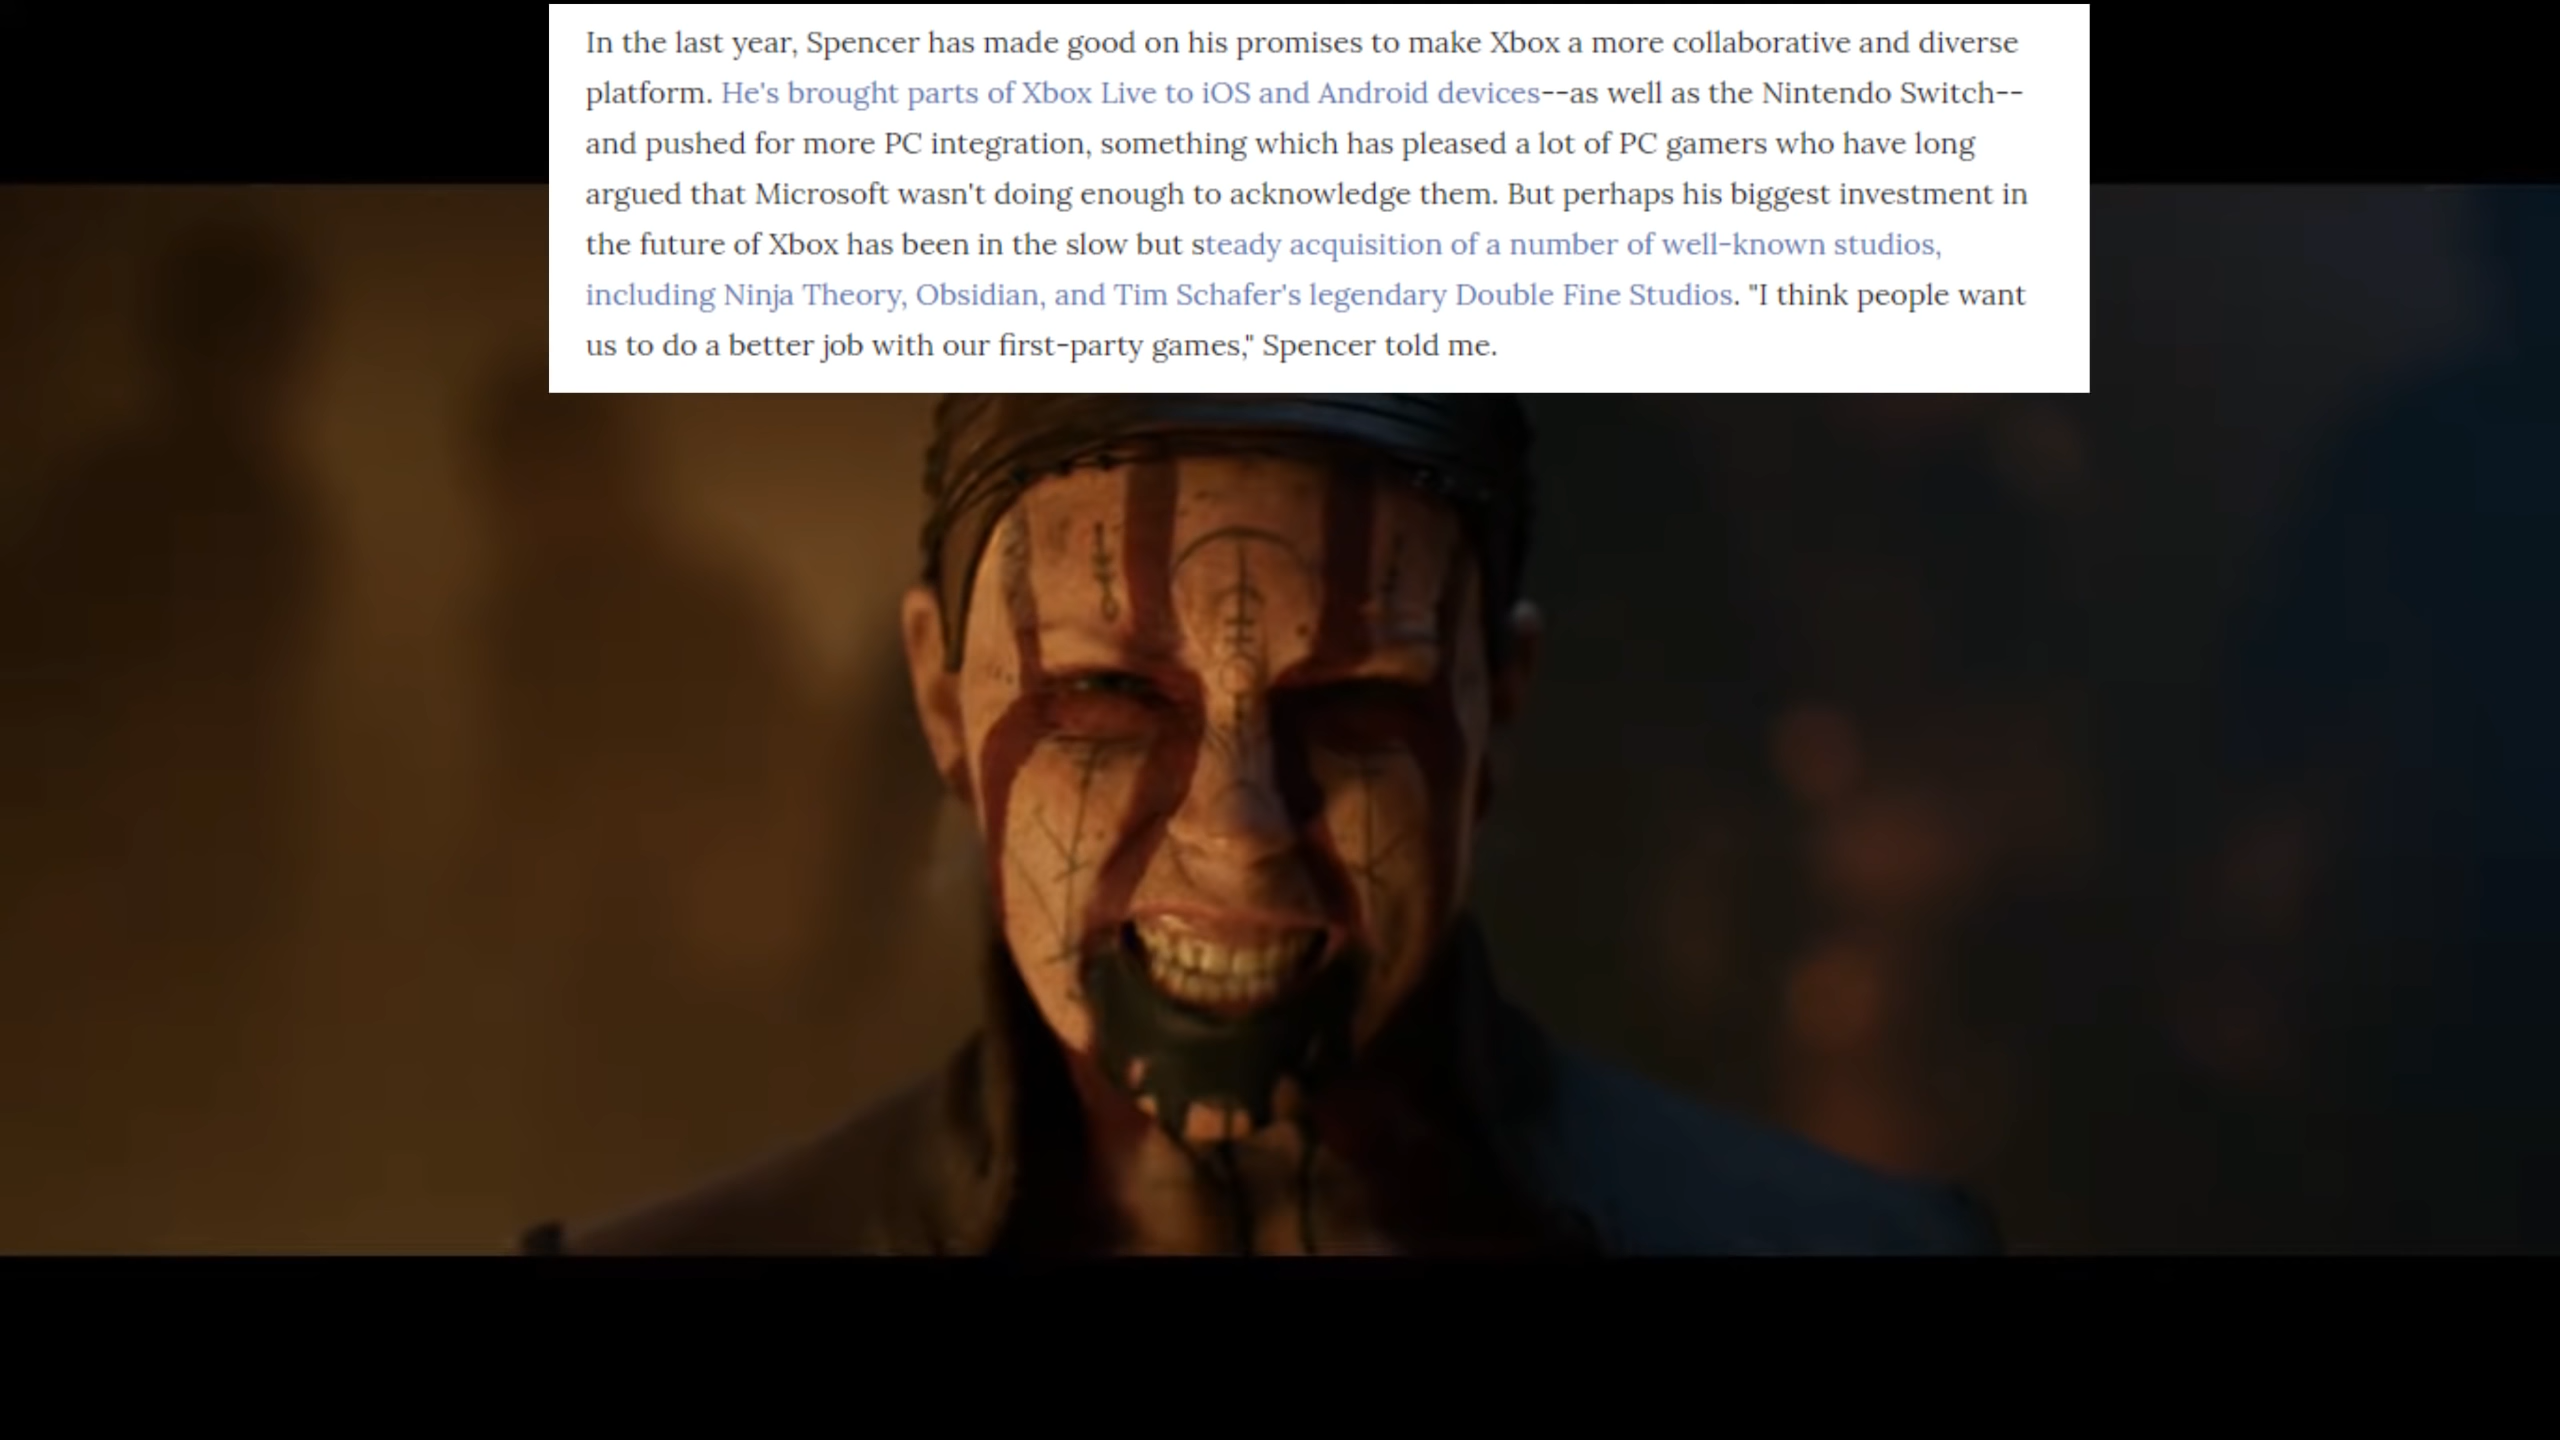 In the last year, Spencer has made good on his promises to make Xbox a more collaborative and diverse
platform. He's brought parts of Xbox Live to iOS and Android devices--as well as the Nintendo Switch--
and pushed for more PC integration, something which has pleased a lot of PC gamers who have long
argued that Microsoft wasn't doing enough to acknowledge them. But perhaps his biggest investment in
the future of Xbox has been in the slow but steady acquisition of a number of well-known studios,
including Ninja Theory, Obsidian, and Tim Schafer's legendary Double Fine Studios. "I think people want
us to do a better job with our first-party games," Spencer told me.